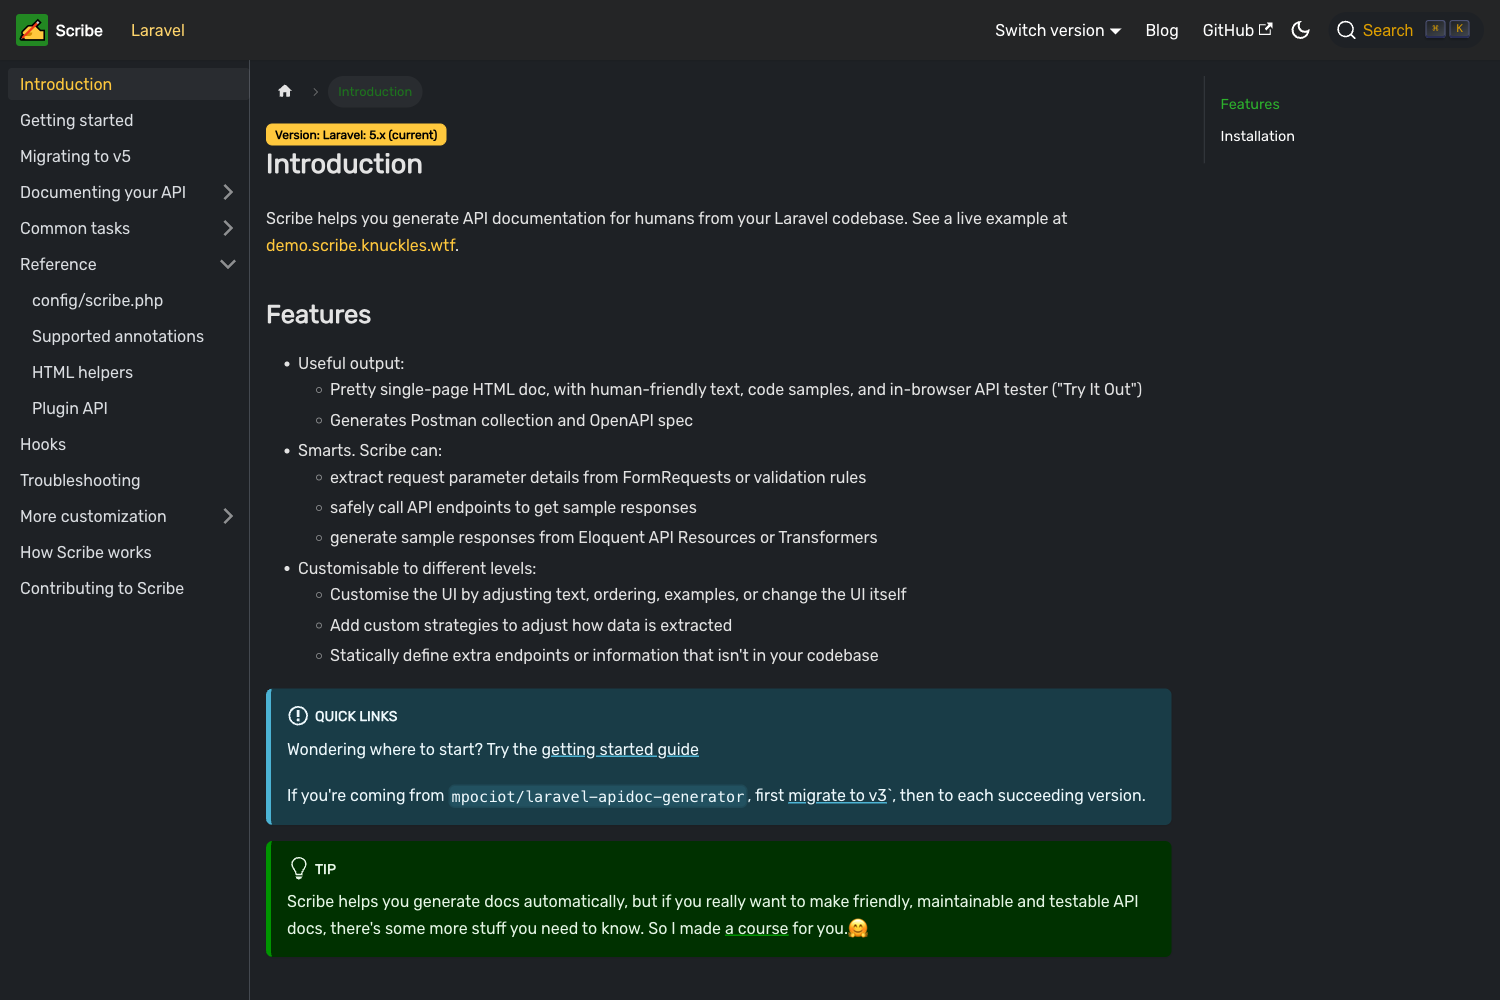 Scribe
Laravel
Switch version
Blog
GitHub
Search
⌘ K
Introduction
Getting started
Migrating to v5
Documenting your API
Common tasks
Reference
config/scribe.php
Supported annotations
HTML helpers
Plugin API
Hooks
Troubleshooting
More customization
How Scribe works
Contributing to Scribe
Introduction
Version: Laravel: 5.x (current)
Introduction
Scribe helps you generate API documentation for humans from your Laravel codebase. See a live example at
demo.scribe.knuckles.wtf.
Features
Useful output:
Pretty single-page HTML doc, with human-friendly text, code samples, and in-browser API tester ("Try It Out")
Generates Postman collection and OpenAPI spec
Smarts. Scribe can:
extract request parameter details from FormRequests or validation rules
safely call API endpoints to get sample responses
generate sample responses from Eloquent API Resources or Transformers
Customisable to different levels:
Customise the UI by adjusting text, ordering, examples, or change the UI itself
Add custom strategies to adjust how data is extracted
Statically define extra endpoints or information that isn't in your codebase
QUICK LINKS
Wondering where to start? Try the getting started guide
If you're coming from mpociot/laravel-apidoc-generator, first migrate to v3`, then to each succeeding version.
TIP
Scribe helps you generate docs automatically, but if you really want to make friendly, maintainable and testable API
docs, there's some more stuff you need to know. So I made a course for you.🤗
Features
Installation